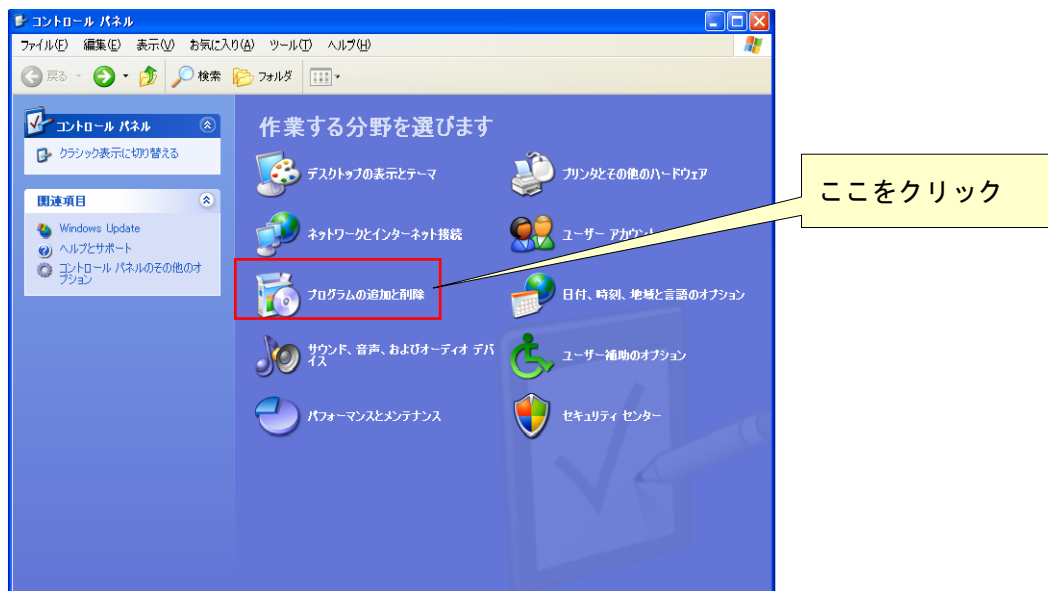 コントロール パネル
ファイル(F) 編集(E) 表示(V) お気に入り(A) ツール(T) ヘルプ(H)
戻る 検索 フォルダ
コントロール パネル
クラシック表示に切り替える
関連項目
Windows Update
ヘルプとサポート
コントロール パネルのその他のオ
プション
作業する分野を選びます
デスクトップの表示とテーマ
プリンタとその他のハードウェア
ネットワークとインターネット接続
ユーザー アカウント
プログラムの追加と削除
日付、時刻、地域と言語のオプション
サウンド、音声、およびオーディオ デバ
イス
ユーザー補助のオプション
パフォーマンスとメンテナンス
セキュリティ センター
ここをクリック